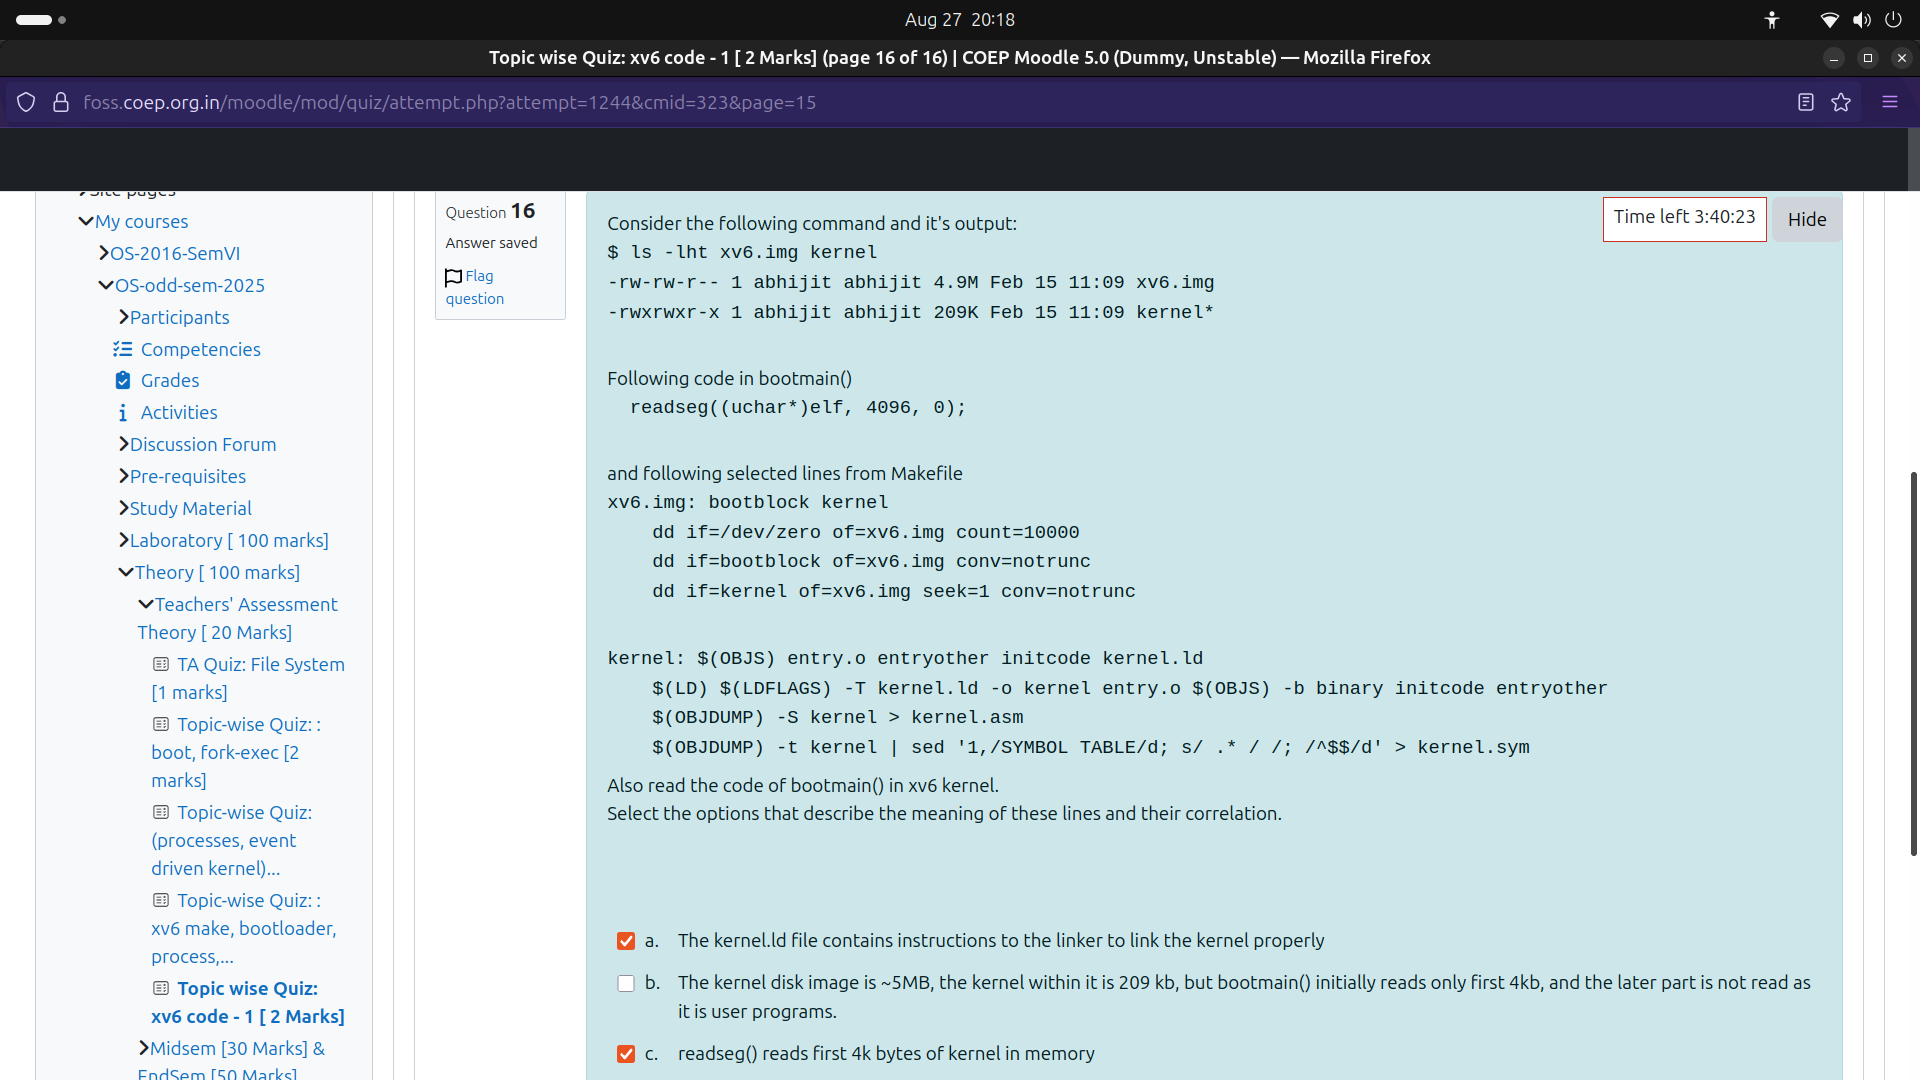 Aug 27 20:18
Topic wise Quiz: xv6 code - 1 [ 2 Marks] (page 16 of 16) | COEP Moodle 5.0 (Dummy, Unstable) — Mozilla Firefox
foss.coep.org.in/moodle/mod/quiz/attempt.php?attempt=1244&cmid=323&page=15
Site pages
My courses
OS-2016-SemVI
OS-odd-sem-2025
Participants
Competencies
Grades
Activities
Discussion Forum
Pre-requisites
Study Material
Laboratory [ 100 marks]
Theory [ 100 marks]
Teachers' Assessment
Theory [ 20 Marks]
TA Quiz: File System
[1 marks]
Topic-wise Quiz: :
boot, fork-exec [2
marks]
Topic-wise Quiz:
(processes, event
driven kernel)...
Topic-wise Quiz: :
xv6 make, bootloader,
process,...
Topic wise Quiz:
xv6 code - 1 [ 2 Marks]
Midsem [30 Marks] &
EndSem [50 Marks]
Question 16
Answer saved
Flag
question
Time left 3:40:23
Hide
Consider the following command and it's output:
$ ls -lht xv6.img kernel
-rw-rw-r-- 1 abhijit abhijit 4.9M Feb 15 11:09 xv6.img
-rwxrwxr-x 1 abhijit abhijit 209K Feb 15 11:09 kernel*
Following code in bootmain()
readseg((uchar*)elf, 4096, 0);
and following selected lines from Makefile
xv6.img: bootblock kernel
dd if=/dev/zero of=xv6.img count=10000
dd if=bootblock of=xv6.img conv=notrunc
dd if=kernel of=xv6.img seek=1 conv=notrunc
kernel: $(OBJS) entry.o entryother initcode kernel.ld
$(LD) $(LDFLAGS) -T kernel.ld -o kernel entry.o $(OBJS) -b binary initcode entryother
$(OBJDUMP) -S kernel > kernel.asm
$(OBJDUMP) -t kernel | sed '1,/SYMBOL TABLE/d; s/ .* / /; /^$$/d' > kernel.sym
Also read the code of bootmain() in xv6 kernel.
Select the options that describe the meaning of these lines and their correlation.
a. The kernel.ld file contains instructions to the linker to link the kernel properly
b. The kernel disk image is ~5MB, the kernel within it is 209 kb, but bootmain() initially reads only first 4kb, and the later part is not read as
it is user programs.
c. readseg() reads first 4k bytes of kernel in memory